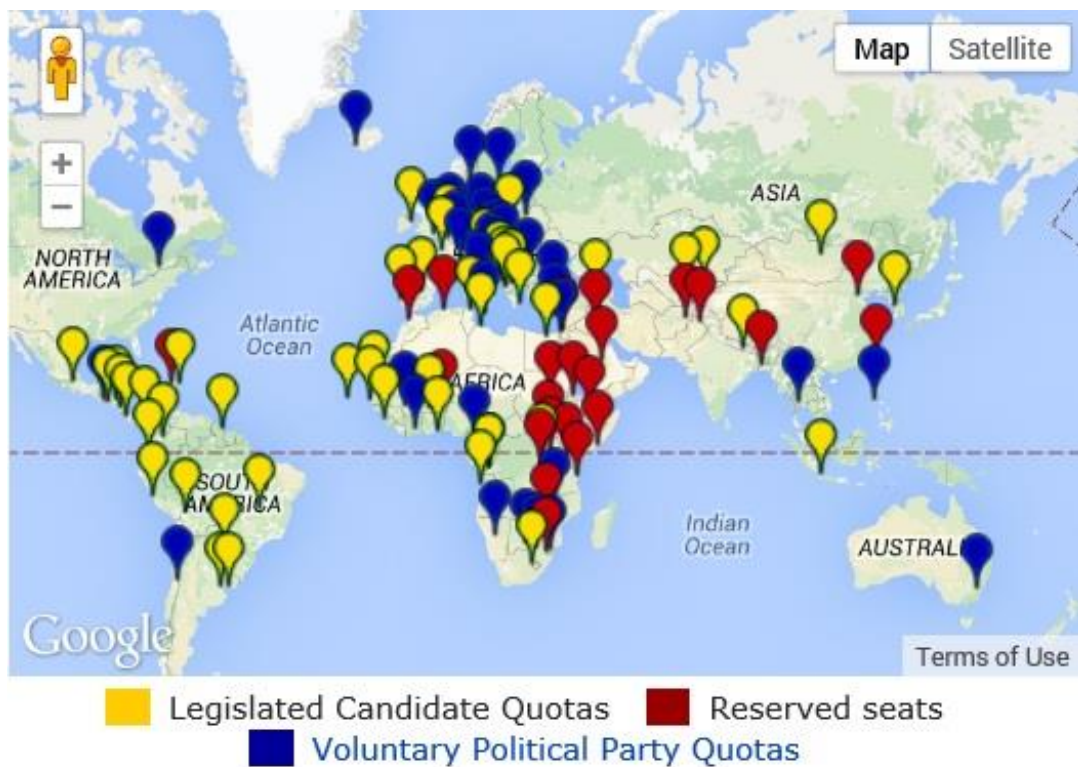 Map Satellite
+
ASIA
−
NORTH
AMERICA
Atlantic
Ocean
AFRICA
SOUTH
AMERICA
Indian
Ocean
AUSTRALI
Google
Terms of Use
Legislated Candidate Quotas Reserved seats
Voluntary Political Party Quotas